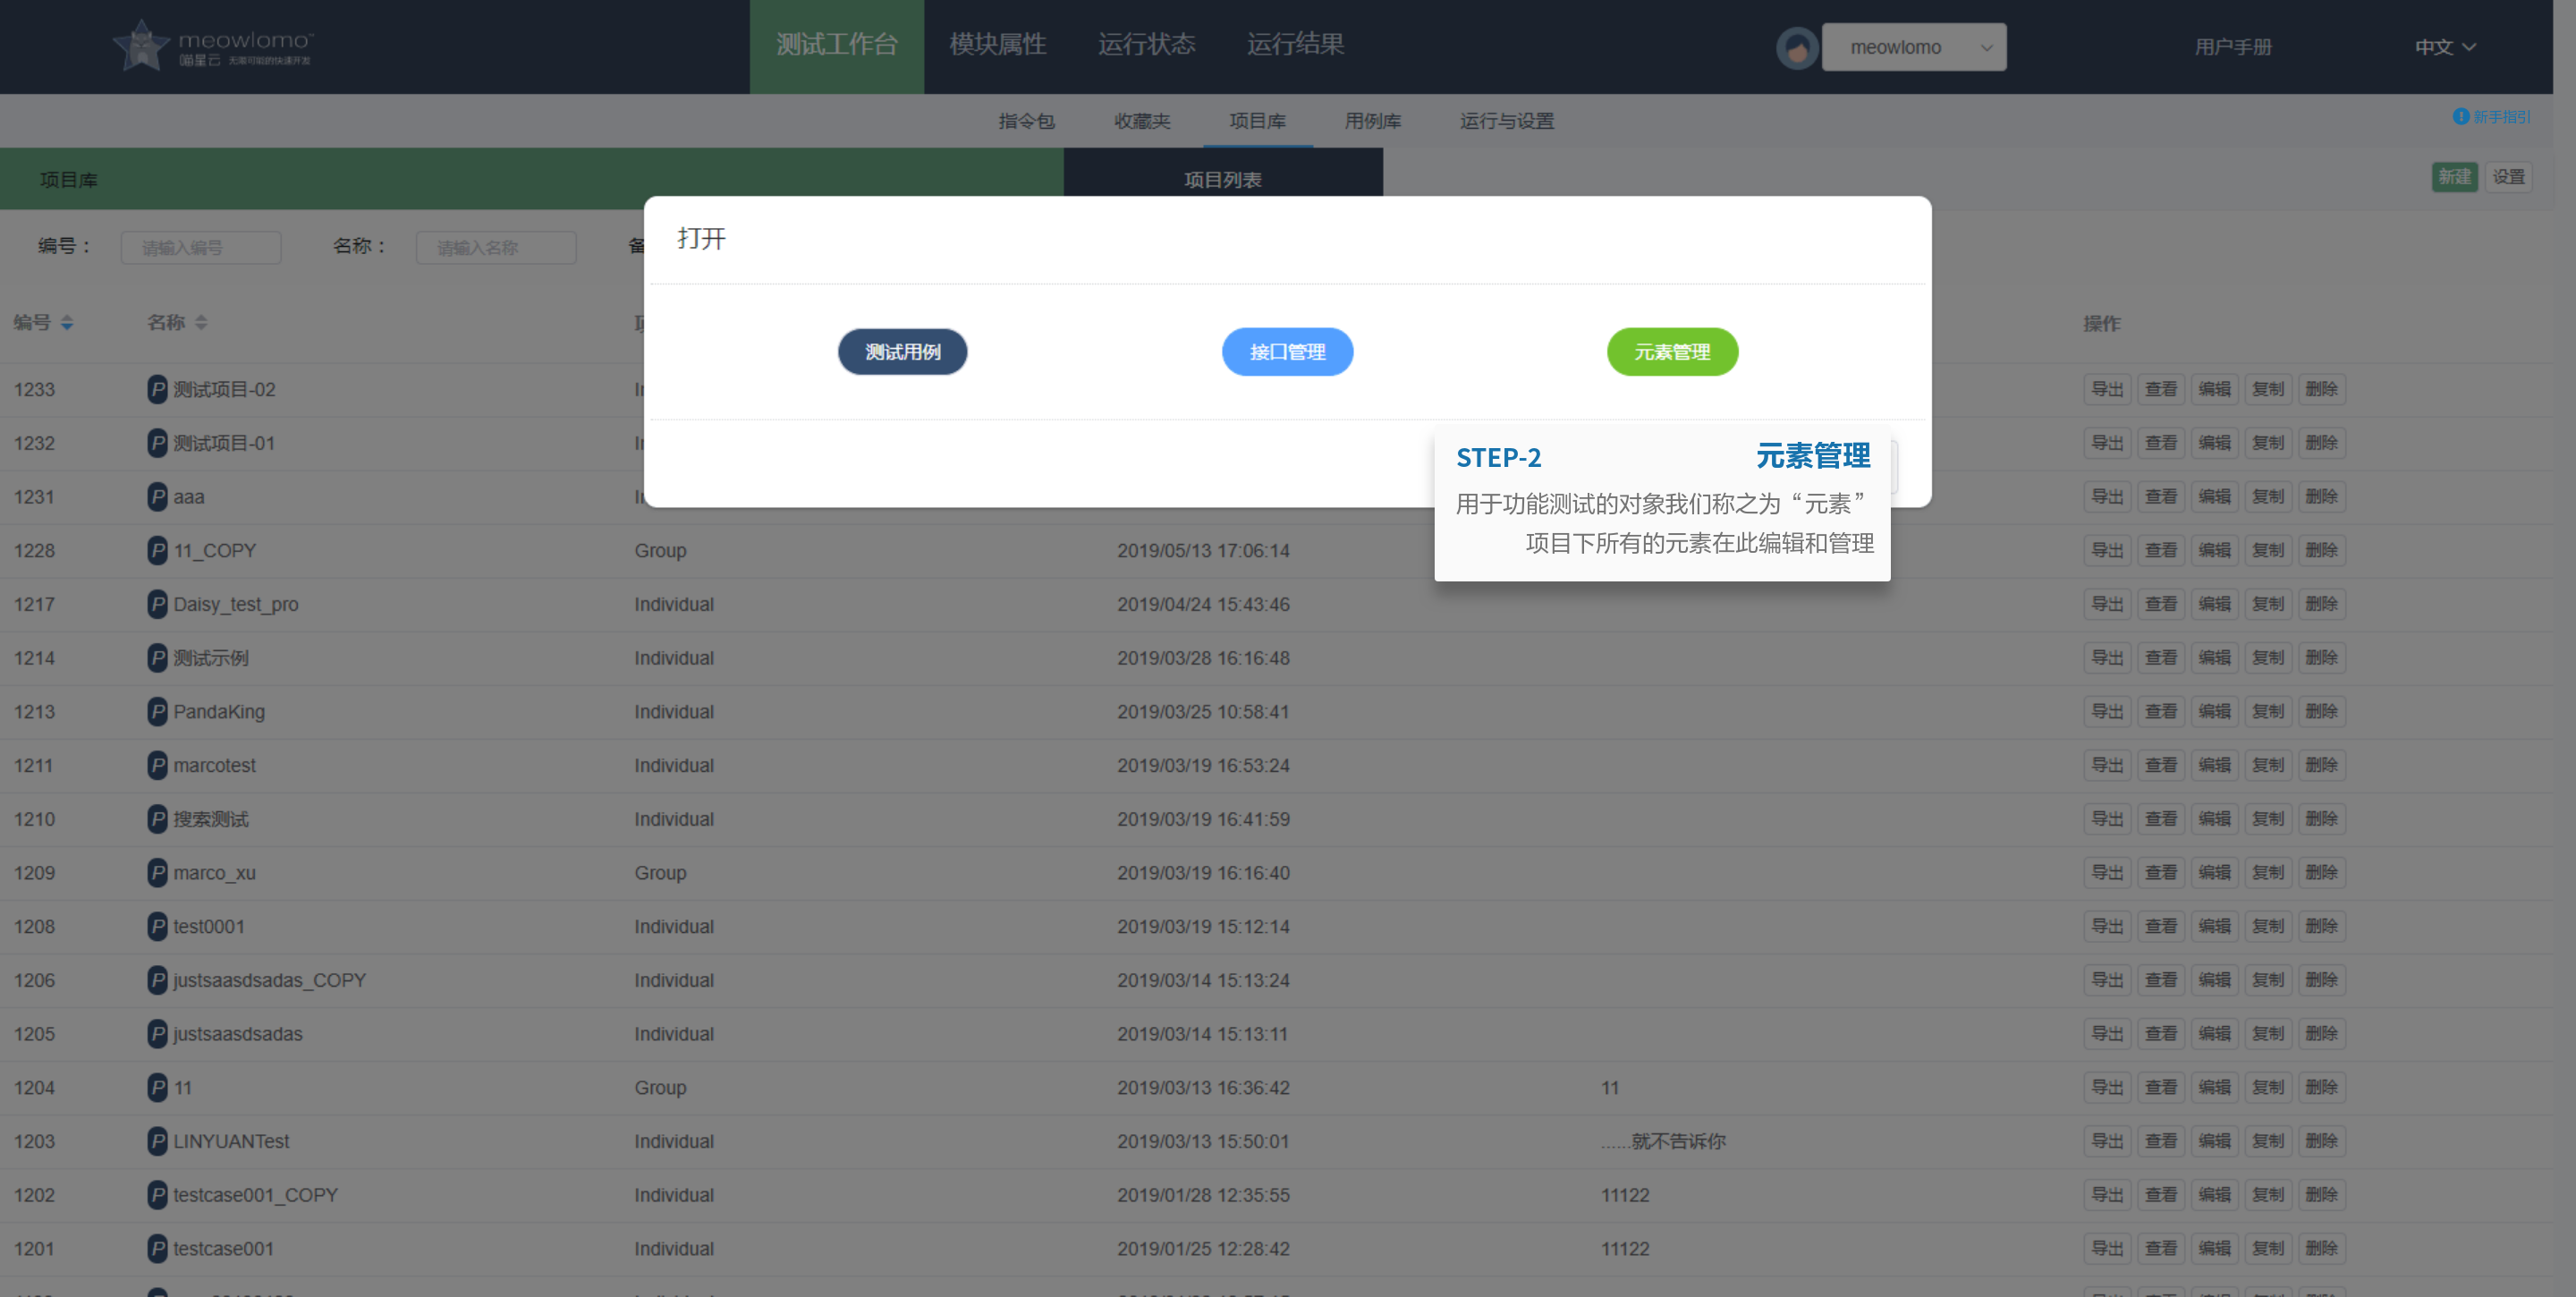 meowlomo™
喵星云 无需可能的快速开发
测试工作台 模块属性 运行状态 运行结果
meowlomo
用户手册
中文
指令包 收藏夹 项目库 用例库 运行与设置
新手指引
项目库
项目列表
新建 设置
编号： 请输入编号 名称： 请输入名称
打开
测试用例 接口管理 元素管理
STEP-2 元素管理
用于功能测试的对象我们称之为“元素”
项目下所有的元素在此编辑和管理
编号 名称 操作
1233 P 测试项目-02 导出 查看 编辑 复制 删除
1232 P 测试项目-01 导出 查看 编辑 复制 删除
1231 P aaa 导出 查看 编辑 复制 删除
1228 P 11_COPY Group 2019/05/13 17:06:14 导出 查看 编辑 复制 删除
1217 P Daisy_test_pro Individual 2019/04/24 15:43:46 导出 查看 编辑 复制 删除
1214 P 测试示例 Individual 2019/03/28 16:16:48 导出 查看 编辑 复制 删除
1213 P PandaKing Individual 2019/03/25 10:58:41 导出 查看 编辑 复制 删除
1211 P marcotest Individual 2019/03/19 16:53:24 导出 查看 编辑 复制 删除
1210 P 搜索测试 Individual 2019/03/19 16:41:59 导出 查看 编辑 复制 删除
1209 P marco_xu Group 2019/03/19 16:16:40 导出 查看 编辑 复制 删除
1208 P test0001 Individual 2019/03/19 15:12:14 导出 查看 编辑 复制 删除
1206 P justsaasdsadas_COPY Individual 2019/03/14 15:13:24 导出 查看 编辑 复制 删除
1205 P justsaasdsadas Individual 2019/03/14 15:13:11 导出 查看 编辑 复制 删除
1204 P 11 Group 2019/03/13 16:36:42 11 导出 查看 编辑 复制 删除
1203 P LINYUANTest Individual 2019/03/13 15:50:01 ......就不告诉你 导出 查看 编辑 复制 删除
1202 P testcase001_COPY Individual 2019/01/28 12:35:55 11122 导出 查看 编辑 复制 删除
1201 P testcase001 Individual 2019/01/25 12:28:42 11122 导出 查看 编辑 复制 删除